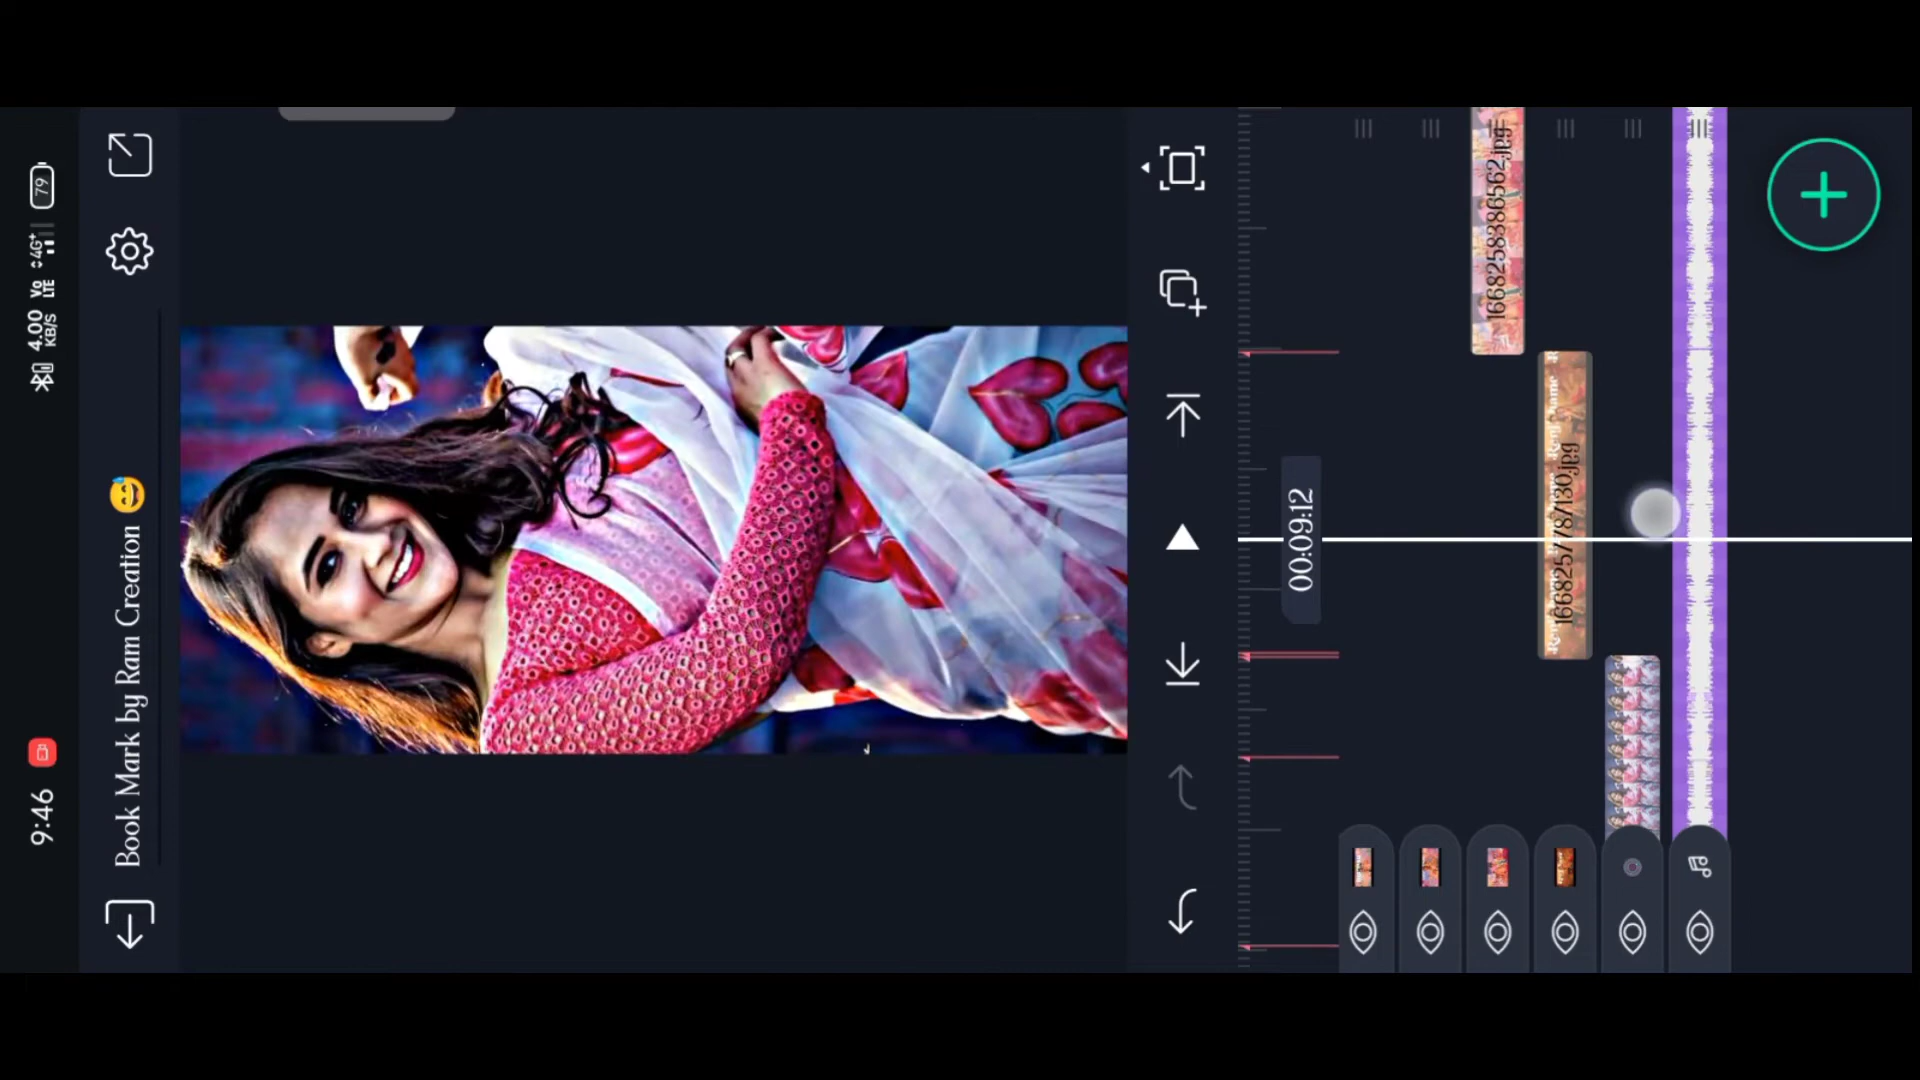 9:46
4.00 KB/S
Vo LTE
4G+
79
Book Mark by Ram Creation 😅
00:09:12
1668258386562.jpg
1668257787130.jpg